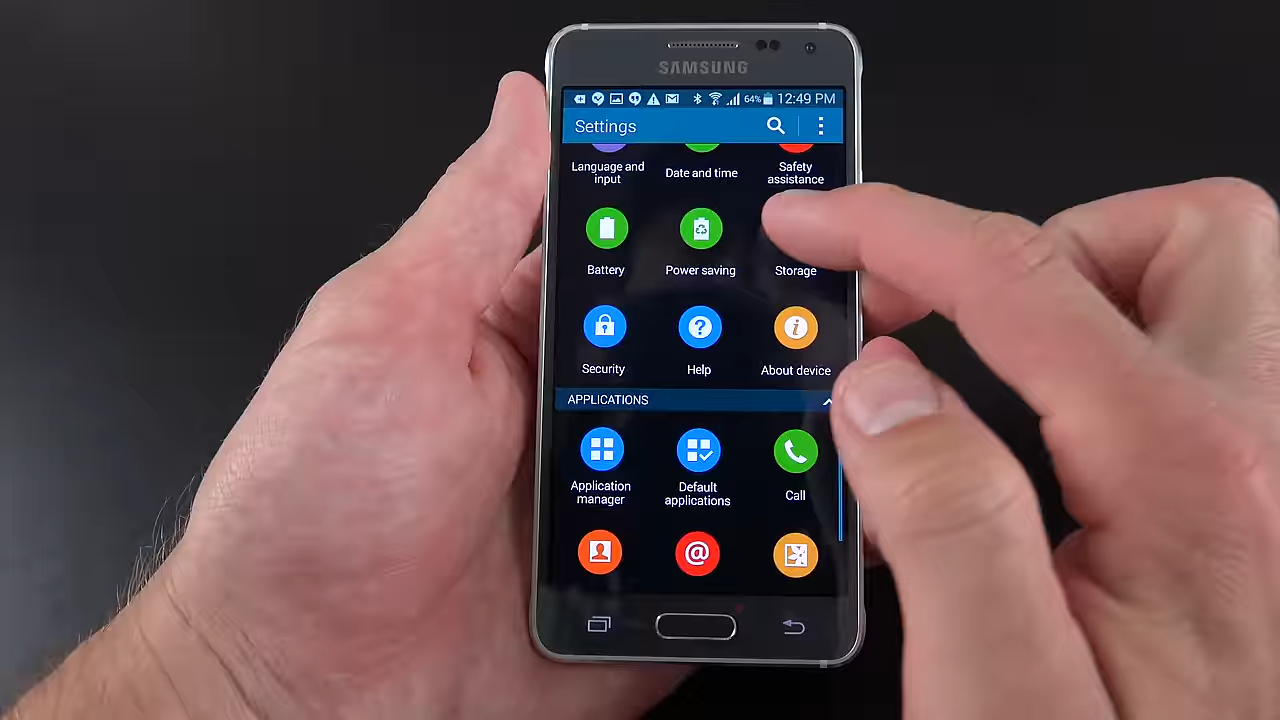 SAMSUNG
64% 12:49 PM
Settings
Language and
input
Date and time
Safety
assistance
Battery
Power saving
Storage
Security
Help
About device
APPLICATIONS
Application
manager
Default
applications
Call
@